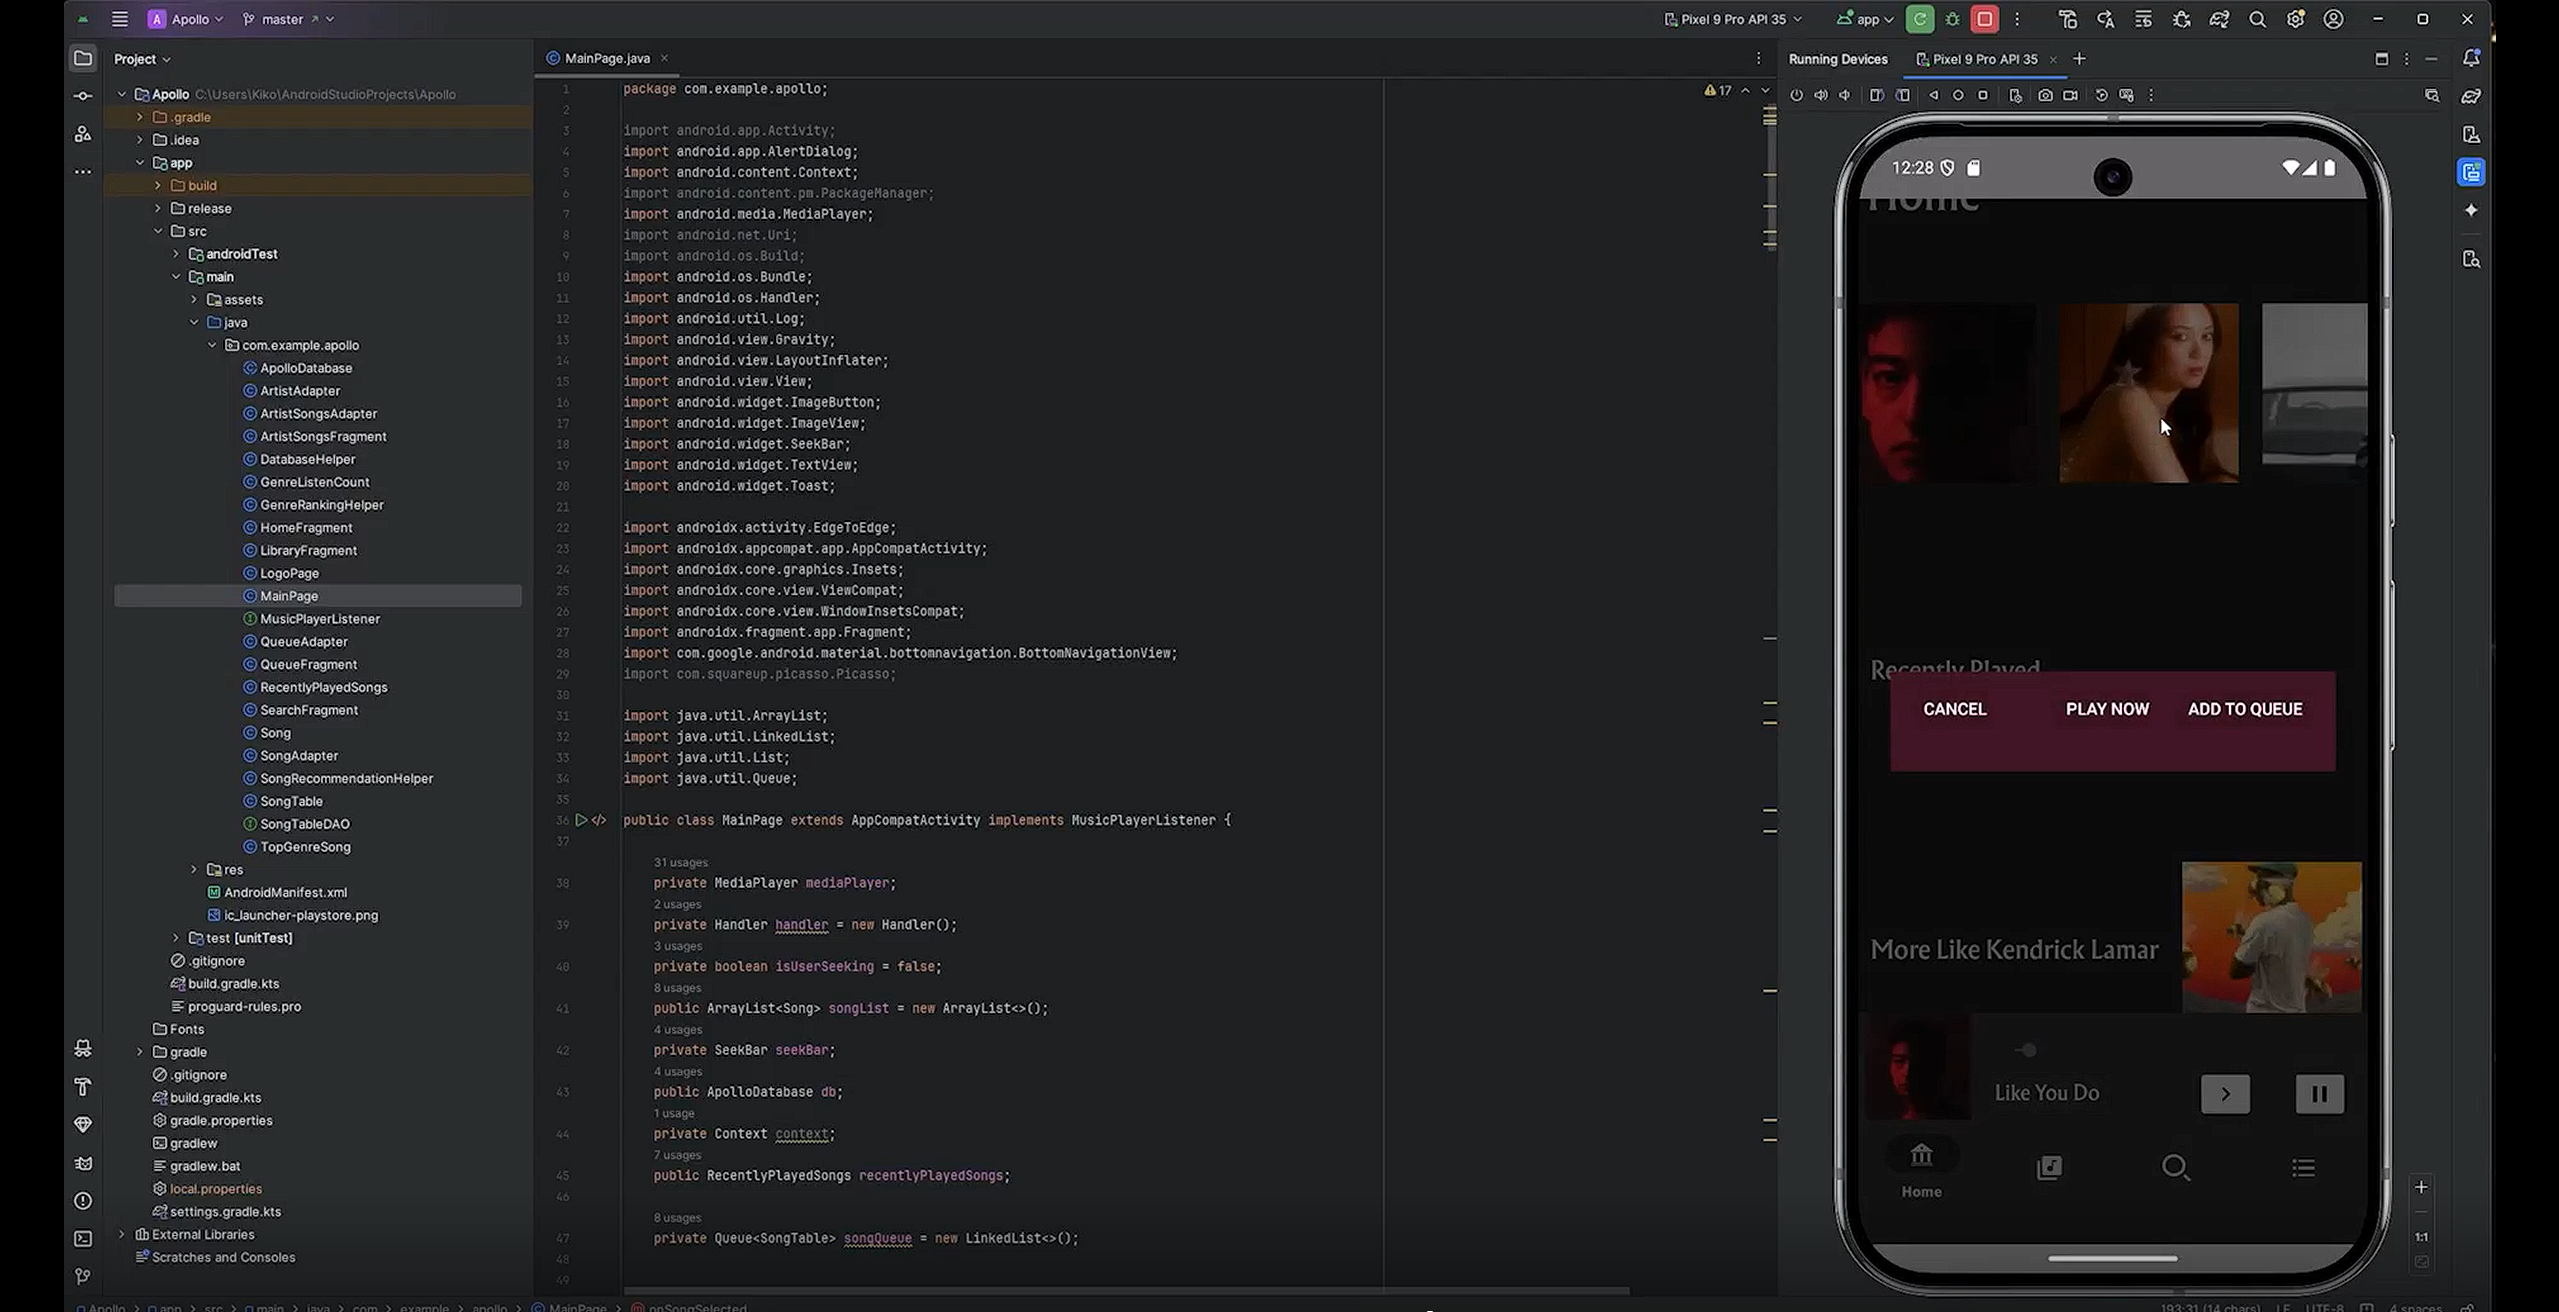 Apollo
master
Pixel 9 Pro API 35
app
Project
Apollo C:\Users\Kiko\AndroidStudioProjects\Apollo
.gradle
.idea
app
build
release
src
androidTest
main
assets
java
com.example.apollo
ApolloDatabase
ArtistAdapter
ArtistSongsAdapter
ArtistSongsFragment
DatabaseHelper
GenreListenCount
GenreRankingHelper
HomeFragment
LibraryFragment
LogoPage
MainPage
MusicPlayerListener
QueueAdapter
QueueFragment
RecentlyPlayedSongs
SearchFragment
Song
SongAdapter
SongRecommendationHelper
SongTable
SongTableDAO
TopGenreSong
res
AndroidManifest.xml
ic_launcher-playstore.png
test [unitTest]
.gitignore
build.gradle.kts
proguard-rules.pro
Fonts
gradle
.gitignore
build.gradle.kts
gradle.properties
gradlew
gradlew.bat
local.properties
settings.gradle.kts
External Libraries
Scratches and Consoles
MainPage.java
17
1 package com.example.apollo;
2
3 import android.app.Activity;
4 import android.app.AlertDialog;
5 import android.content.Context;
6 import android.content.pm.PackageManager;
7 import android.media.MediaPlayer;
8 import android.net.Uri;
9 import android.os.Build;
10 import android.os.Bundle;
11 import android.os.Handler;
12 import android.util.Log;
13 import android.view.Gravity;
14 import android.view.LayoutInflater;
15 import android.view.View;
16 import android.widget.ImageButton;
17 import android.widget.ImageView;
18 import android.widget.SeekBar;
19 import android.widget.TextView;
20 import android.widget.Toast;
21
22 import androidx.activity.EdgeToEdge;
23 import androidx.appcompat.app.AppCompatActivity;
24 import androidx.core.graphics.Insets;
25 import androidx.core.view.ViewCompat;
26 import androidx.core.view.WindowInsetsCompat;
27 import androidx.fragment.app.Fragment;
28 import com.google.android.material.bottomnavigation.BottomNavigationView;
29 import com.squareup.picasso.Picasso;
30
31 import java.util.ArrayList;
32 import java.util.LinkedList;
33 import java.util.List;
34 import java.util.Queue;
35
36 public class MainPage extends AppCompatActivity implements MusicPlayerListener {
37
31 usages
38 private MediaPlayer mediaPlayer;
2 usages
39 private Handler handler = new Handler();
3 usages
40 private boolean isUserSeeking = false;
8 usages
41 public ArrayList<Song> songList = new ArrayList<>();
4 usages
42 private SeekBar seekBar;
4 usages
43 public ApolloDatabase db;
1 usage
44 private Context context;
7 usages
45 public RecentlyPlayedSongs recentlyPlayedSongs;
46
8 usages
47 private Queue<SongTable> songQueue = new LinkedList<>();
48
49
Running Devices
Pixel 9 Pro API 35
12:28
Home
Recently Played
CANCEL PLAY NOW ADD TO QUEUE
More Like Kendrick Lamar
Like You Do
Home
1:1
Apollo > app > src > main > java > com > example > apollo > MainPage > onSongSelected
193:31 (14 chars) LF UTF-8 4 spaces